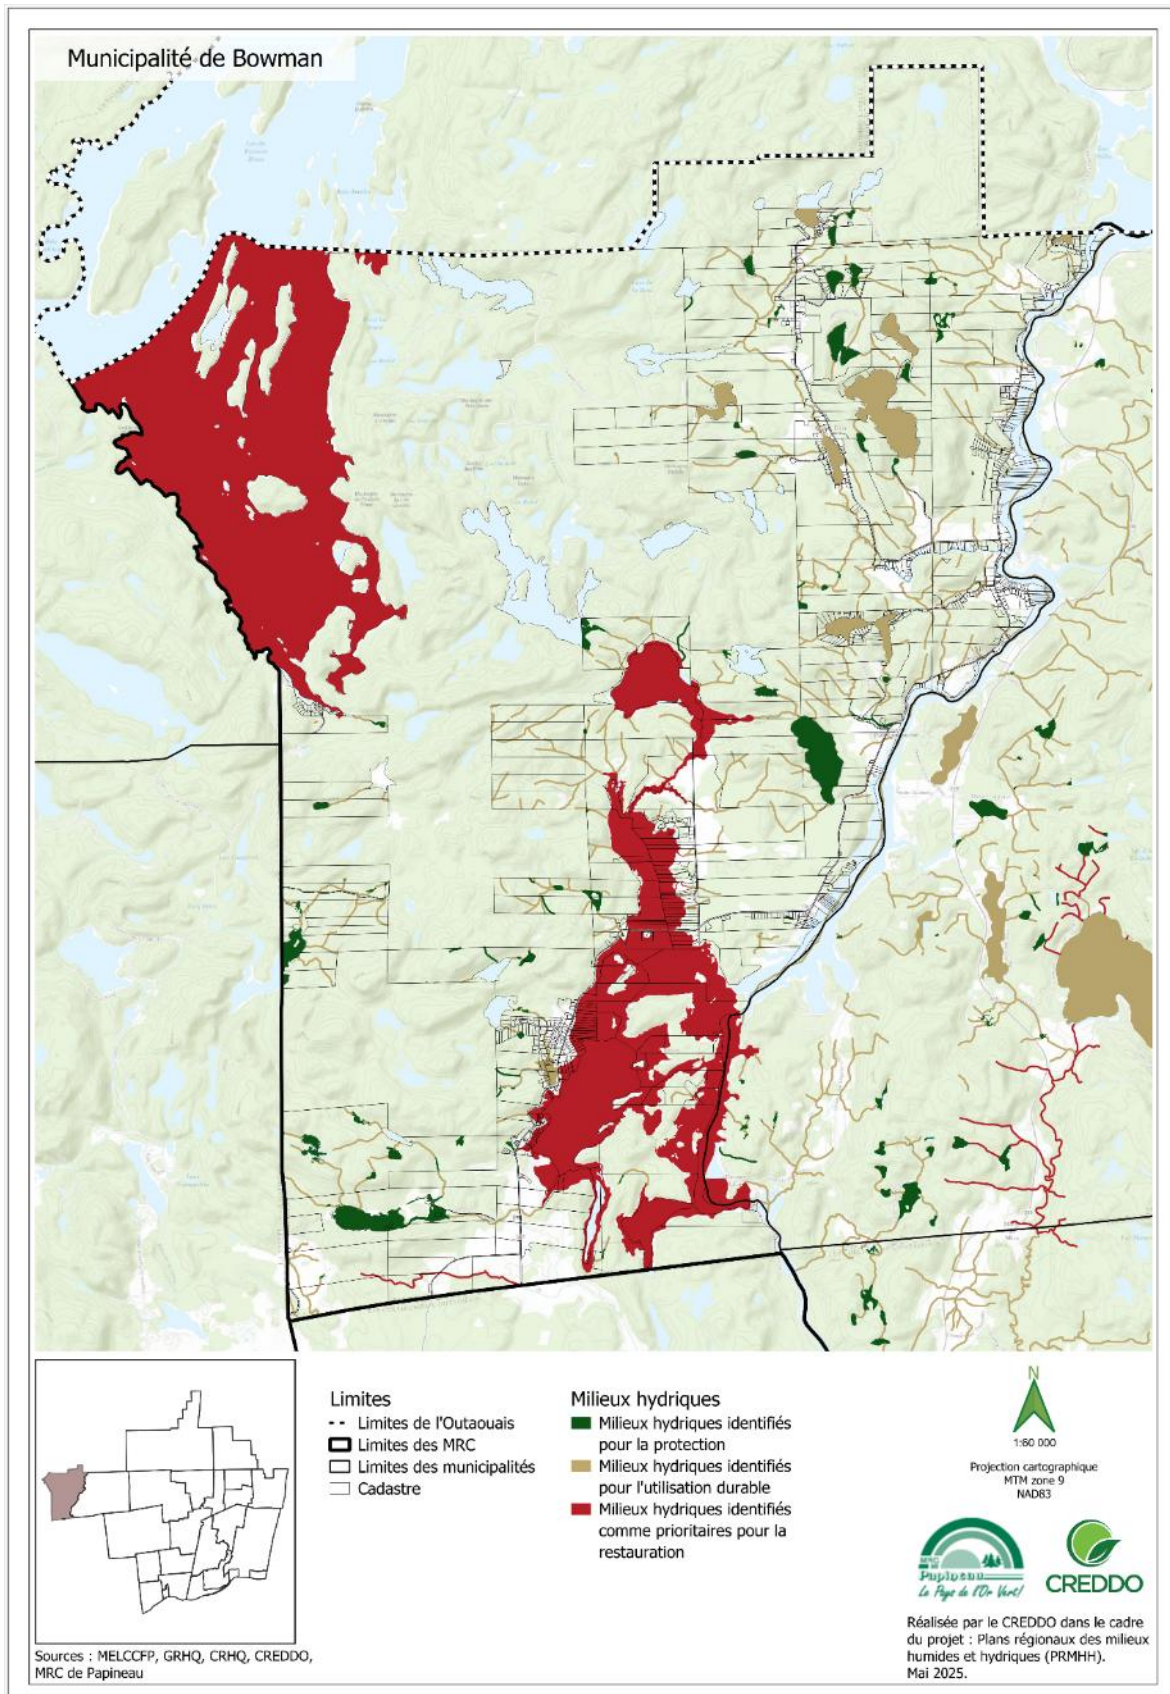 Municipalité de Bowman
Limites
Limites de l'Outaouais
Limites des MRC
Limites des municipalités
Cadastre
Milieux hydriques
Milieux hydriques identifiés
pour la protection
Milieux hydriques identifiés
pour l'utilisation durable
Milieux hydriques identifiés
comme prioritaires pour la
restauration
N
1:60 000
Projection cartographique
MTM zone 9
NAD83
MRC
Papineau
Le Pays de l'Or Vert!
CREDDO
Réalisée par le CREDDO dans le cadre
du projet : Plans régionaux des milieux
humides et hydriques (PRMHH).
Mai 2025.
Sources : MELCCFP, GRHQ, CRHQ, CREDDO,
MRC de Papineau